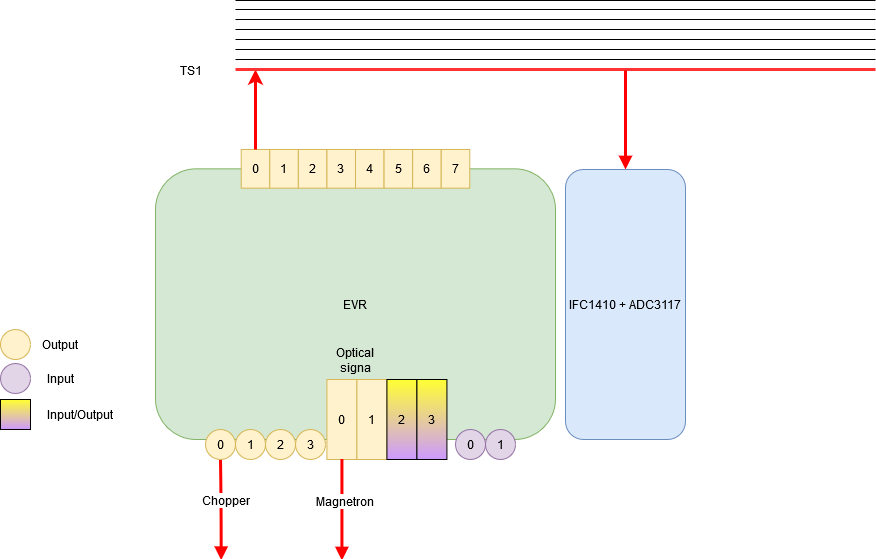 TS1
0 1 2 3 4 5 6 7
EVR
IFC1410 + ADC3117
Output
Input
Input/Output
Optical
signa
0 1 2 3
0 1 2 3
0 1
Chopper
Magnetron